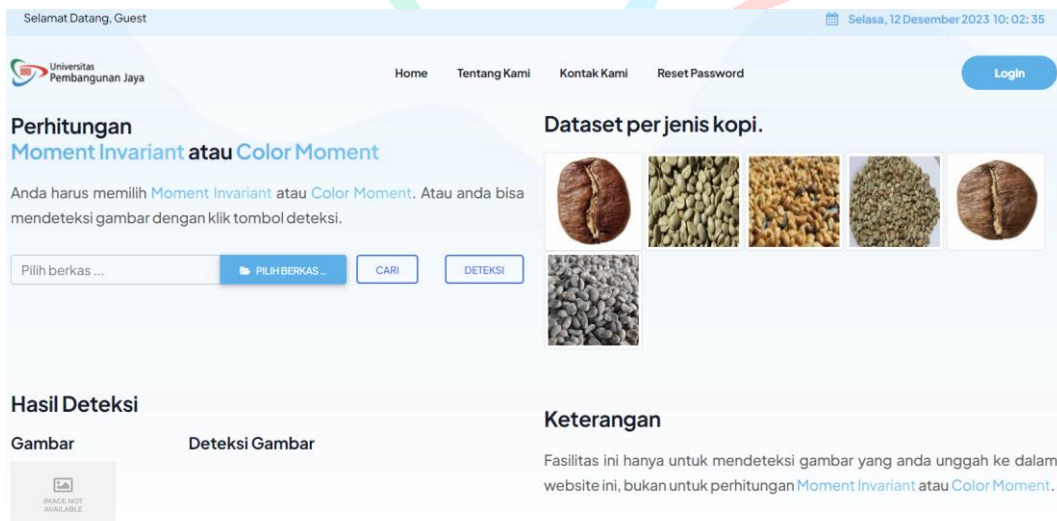 Selamat Datang, Guest
Selasa, 12 Desember 2023 10: 02: 35
Universitas
Pembangunan Jaya
Home
Tentang Kami
Kontak Kami
Reset Password
Login
Perhitungan
Moment Invariant atau Color Moment
Anda harus memilih Moment Invariant atau Color Moment. Atau anda bisa
mendeteksi gambar dengan klik tombol deteksi.
Pilih berkas ...
PILIH BERKAS ...
CARI
DETEKSI
Dataset per jenis kopi.
Hasil Deteksi
Gambar
Deteksi Gambar
IMAGE NOT
AVAILABLE
Keterangan
Fasilitas ini hanya untuk mendeteksi gambar yang anda unggah ke dalam
website ini, bukan untuk perhitungan Moment Invariant atau Color Moment.